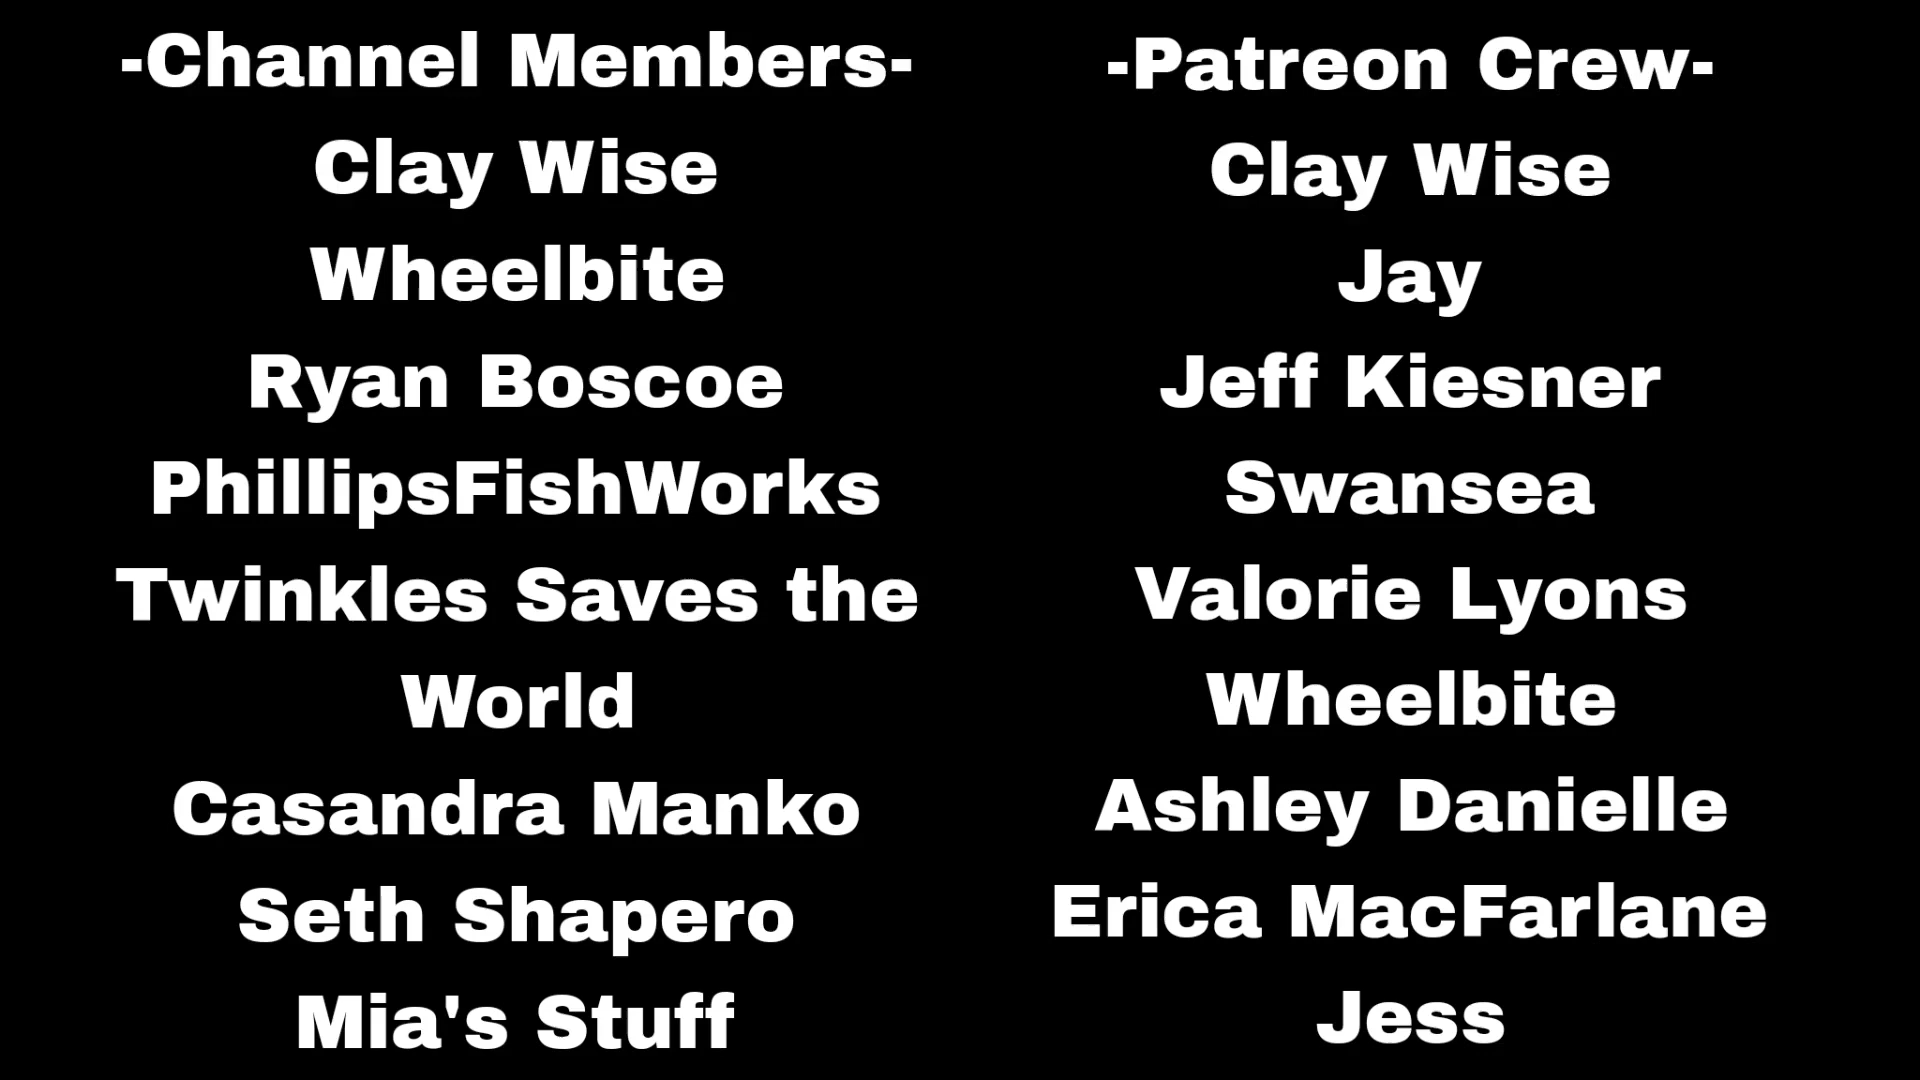 -Channel Members-
Clay Wise
Wheelbite
Ryan Boscoe
PhillipsFishWorks
Twinkles Saves the
World
Casandra Manko
Seth Shapero
Mia's Stuff
-Patreon Crew-
Clay Wise
Jay
Jeff Kiesner
Swansea
Valorie Lyons
Wheelbite
Ashley Danielle
Erica MacFarlane
Jess